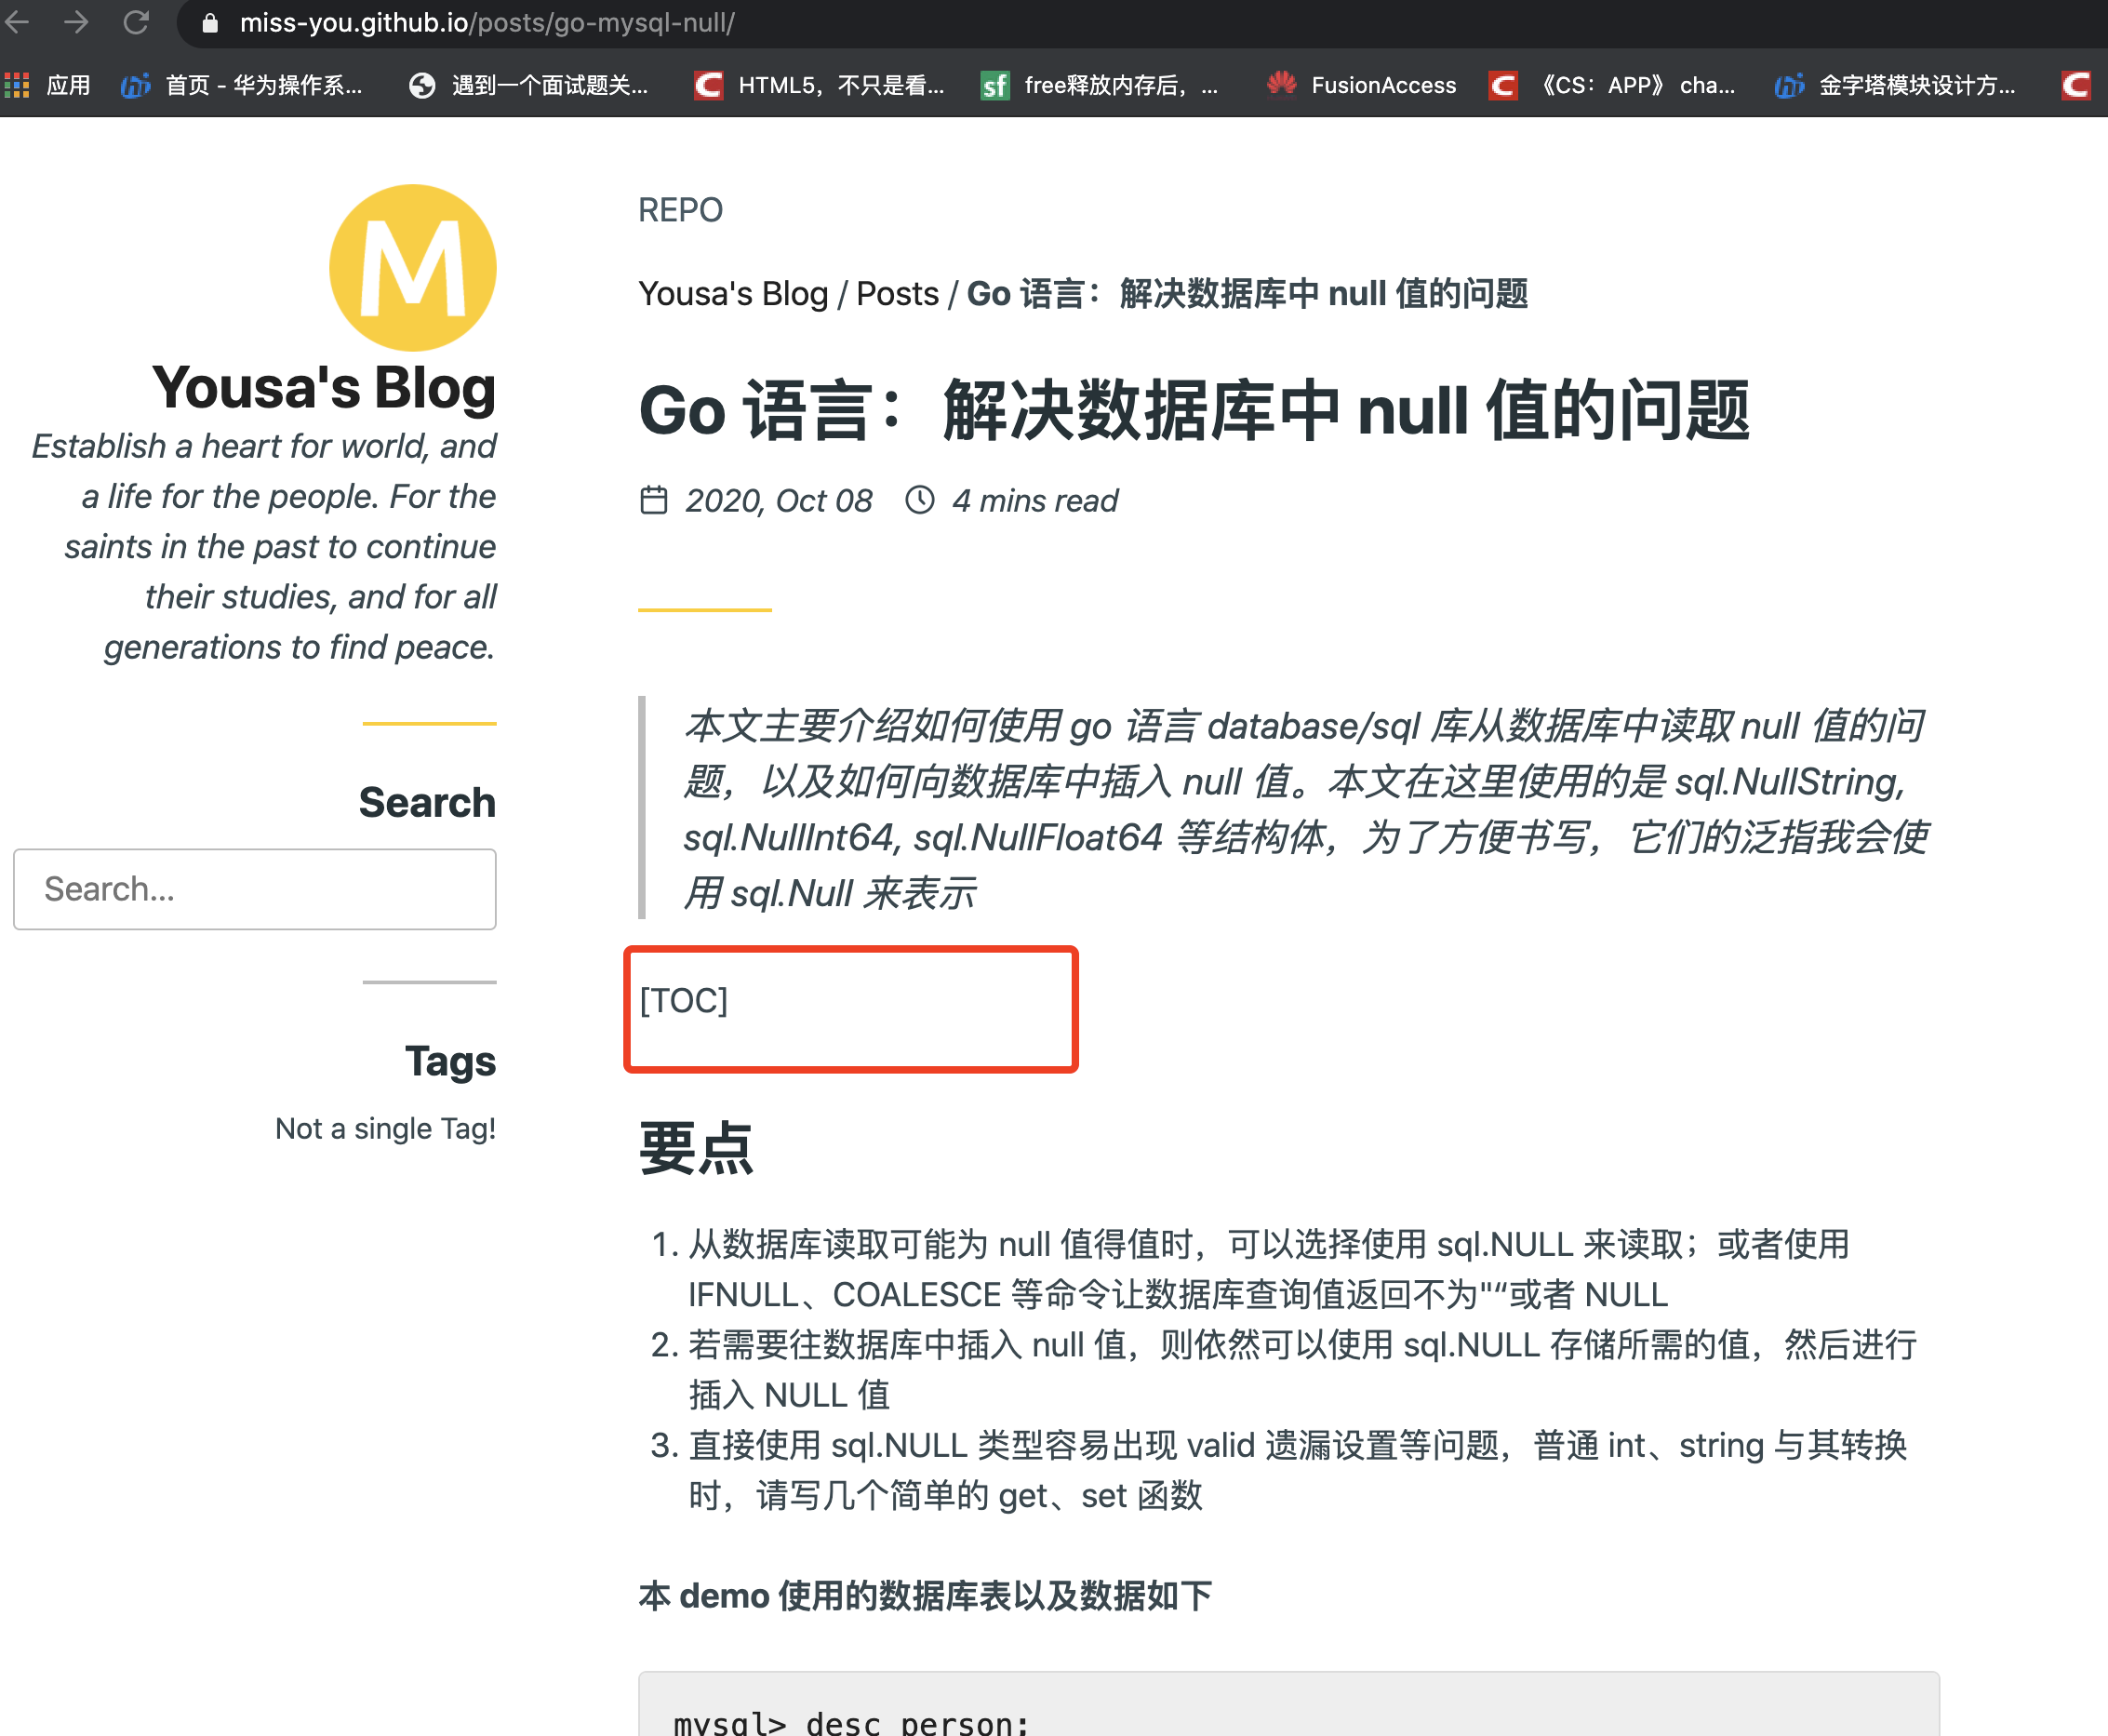 miss-you.github.io/posts/go-mysql-null/
应用 首页 - 华为操作系... 遇到一个面试题关... HTML5，不只是看... sf free释放内存后，... FusionAccess 《CS：APP》 cha... 金字塔模块设计方...
M
Yousa's Blog
Establish a heart for world, and
a life for the people. For the
saints in the past to continue
their studies, and for all
generations to find peace.
Search
Search...
Tags
Not a single Tag!
REPO
Yousa's Blog / Posts / Go 语言：解决数据库中 null 值的问题
Go 语言：解决数据库中 null 值的问题
2020, Oct 08 4 mins read
本文主要介绍如何使用 go 语言 database/sql 库从数据库中读取 null 值的问
题，以及如何向数据库中插入 null 值。本文在这里使用的是 sql.NullString,
sql.NullInt64, sql.NullFloat64 等结构体，为了方便书写，它们的泛指我会使
用 sql.Null 来表示
[TOC]
要点
1. 从数据库读取可能为 null 值得值时，可以选择使用 sql.NULL 来读取；或者使用
IFNULL、COALESCE 等命令让数据库查询值返回不为"“或者 NULL
2. 若需要往数据库中插入 null 值，则依然可以使用 sql.NULL 存储所需的值，然后进行
插入 NULL 值
3. 直接使用 sql.NULL 类型容易出现 valid 遗漏设置等问题，普通 int、string 与其转换
时，请写几个简单的 get、set 函数
本 demo 使用的数据库表以及数据如下
mysql> desc person;